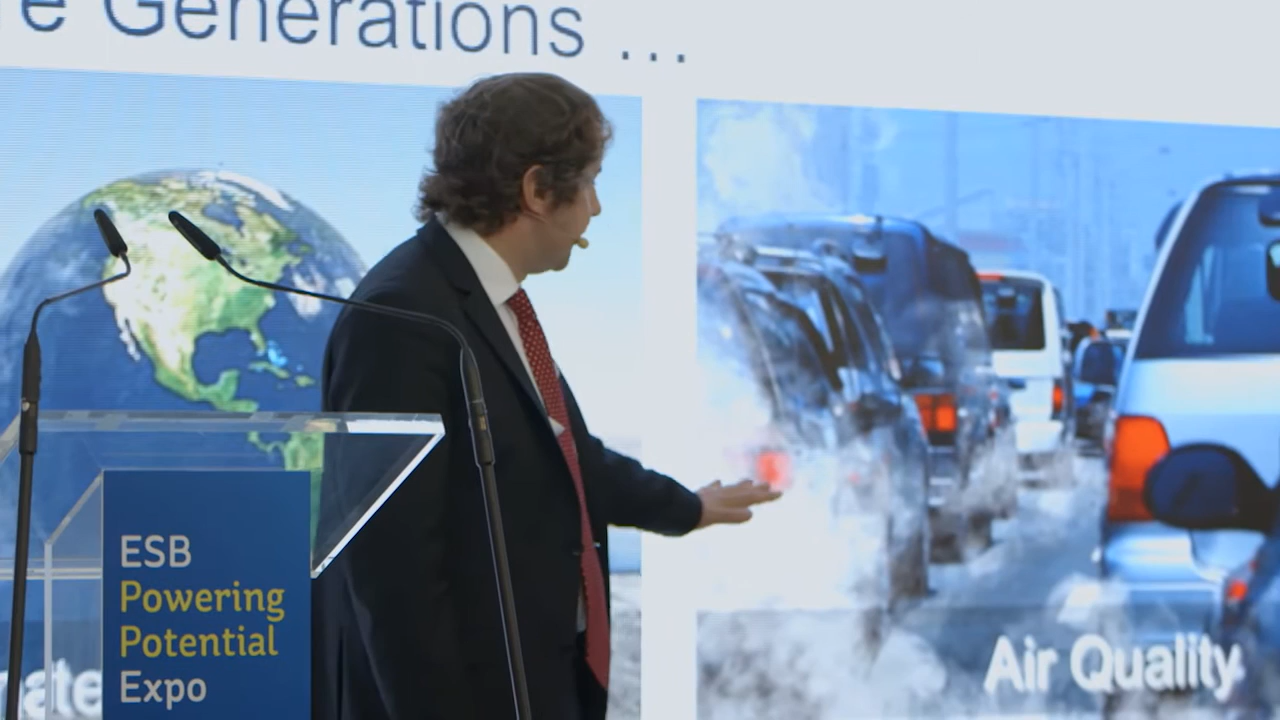 Generations ...
Air Quality
ESB
Powering
Potential
Expo